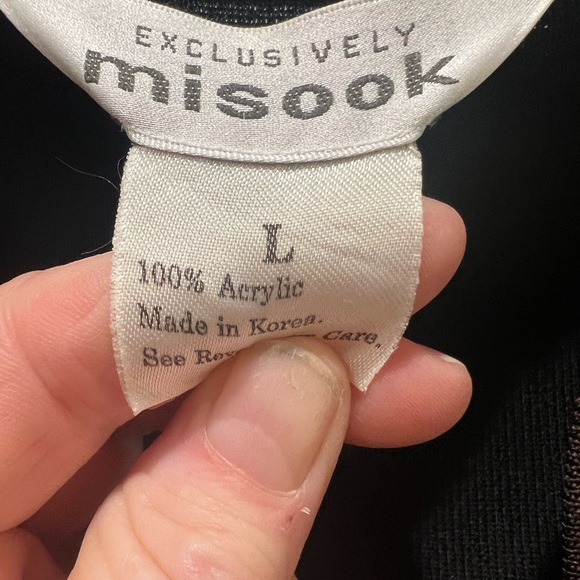 EXCLUSIVELY
misook
L
100% Acrylic
Made in Korea.
See Care,